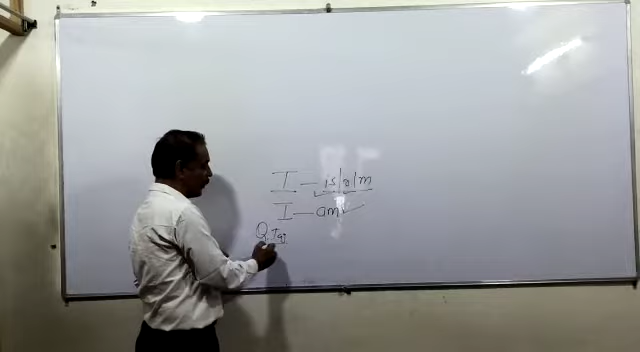 I — is/a/m
I — am ✓
Q. Tag